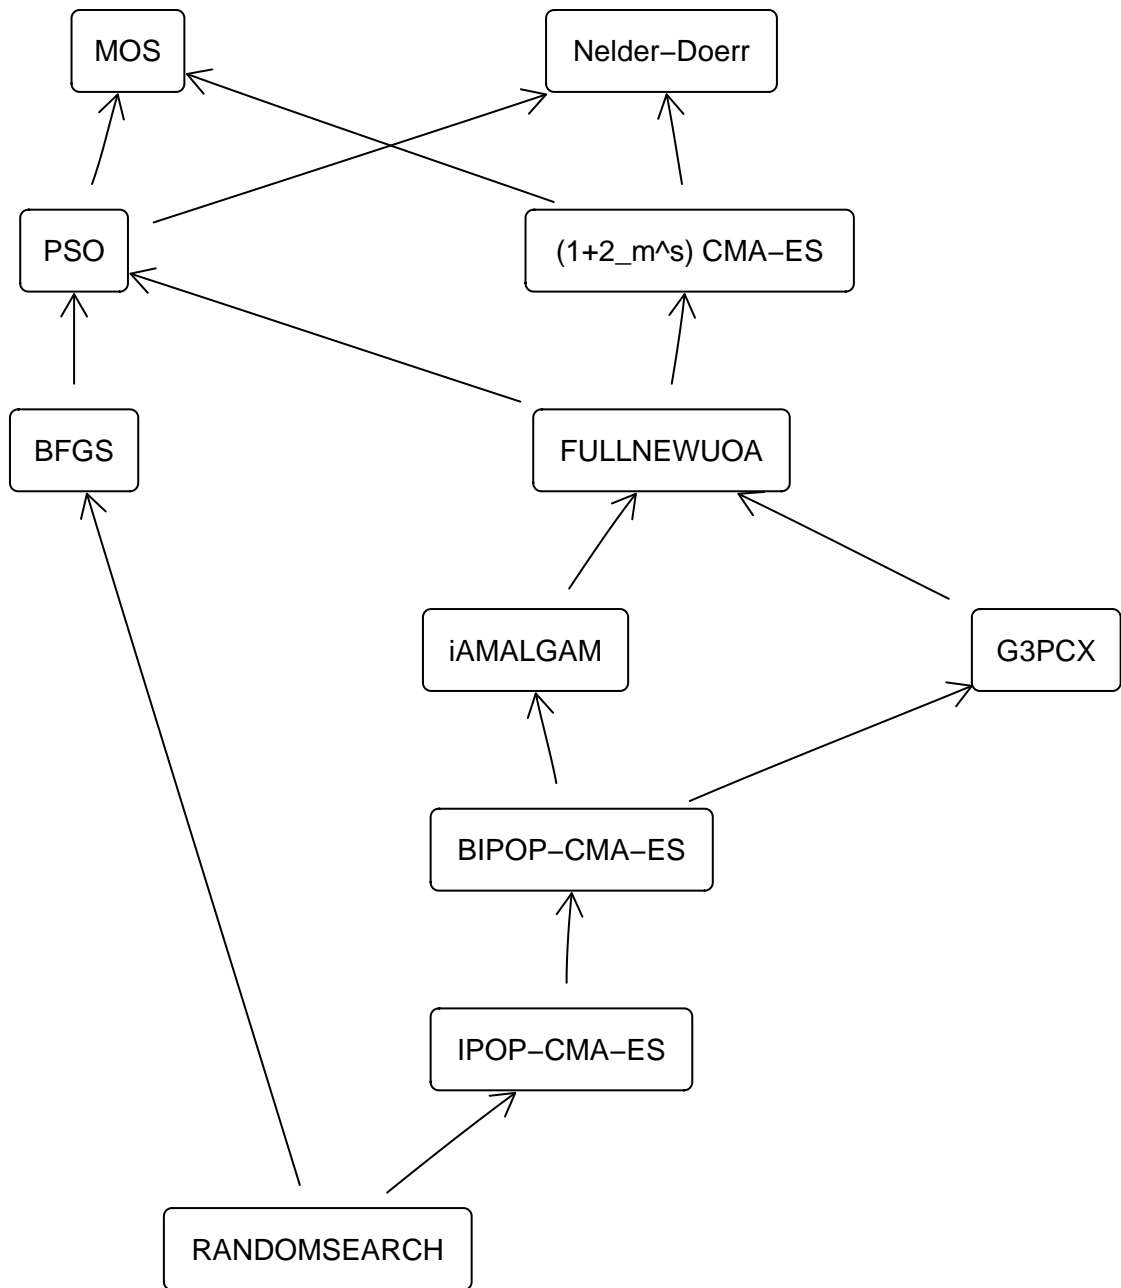 MOS
Nelder−Doerr
PSO
(1+2_m^s) CMA−ES
BFGS
FULLNEWUOA
iAMALGAM
G3PCX
BIPOP−CMA−ES
IPOP−CMA−ES
RANDOMSEARCH